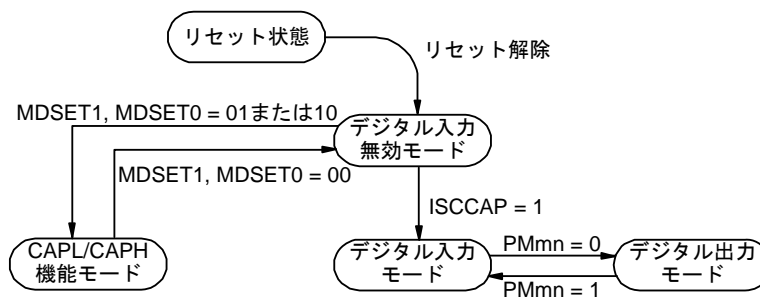 リセット状態
リセット解除
MDSET1, MDSET0 = 01または10
デジタル入力
無効モード
MDSET1, MDSET0 = 00
ISCCAP = 1
CAPL/CAPH
機能モード
デジタル入力
モード
PMmn = 0
PMmn = 1
デジタル出力
モード